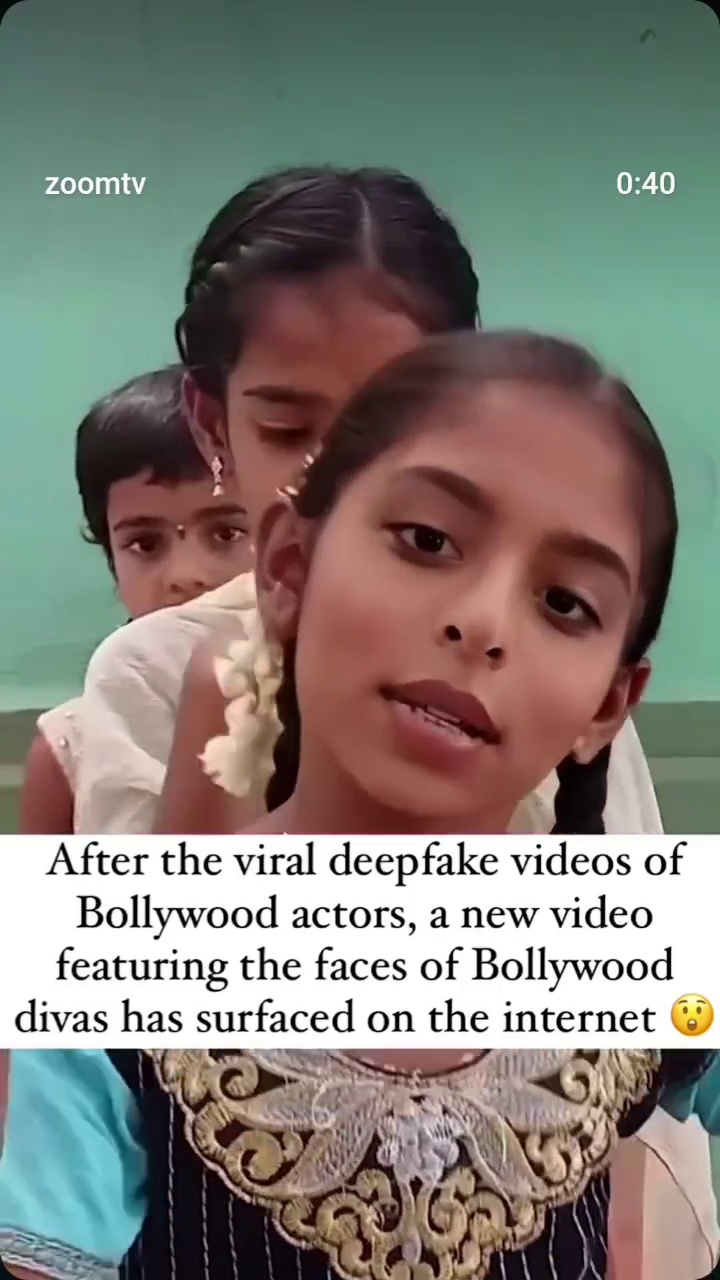 zoomtv
0:40
After the viral deepfake videos of
Bollywood actors, a new video
featuring the faces of Bollywood
divas has surfaced on the internet 😲